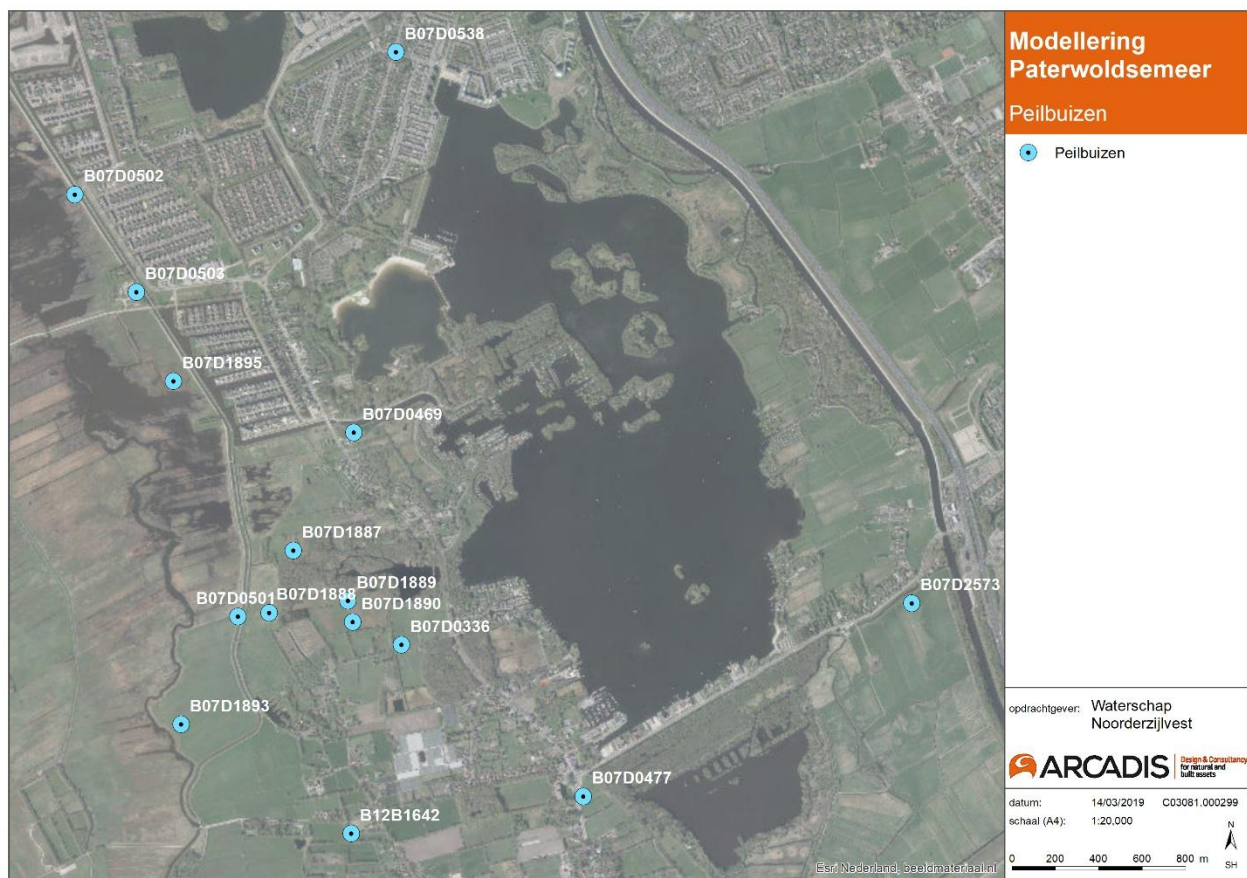 B07D0538
B07D0502
B07D0503
B07D1895
B07D0469
B07D1887
B07D1889
B07D1888
B07D0501
B07D1890
B07D2573
B07D0336
B07D1893
B07D0477
B12B1642
Esri Nederland, beeldmateriaal.nl
Modellering
Paterwoldsemeer
Peilbuizen
Peilbuizen
opdrachtgever: Waterschap
Noorderzijlvest
ARCADIS
Design & Consultancy
for natural and
built assets
datum: 14/03/2019 C03081.000299
schaal (A4): 1:20,000
N
0 200 400 600 800 m
SH